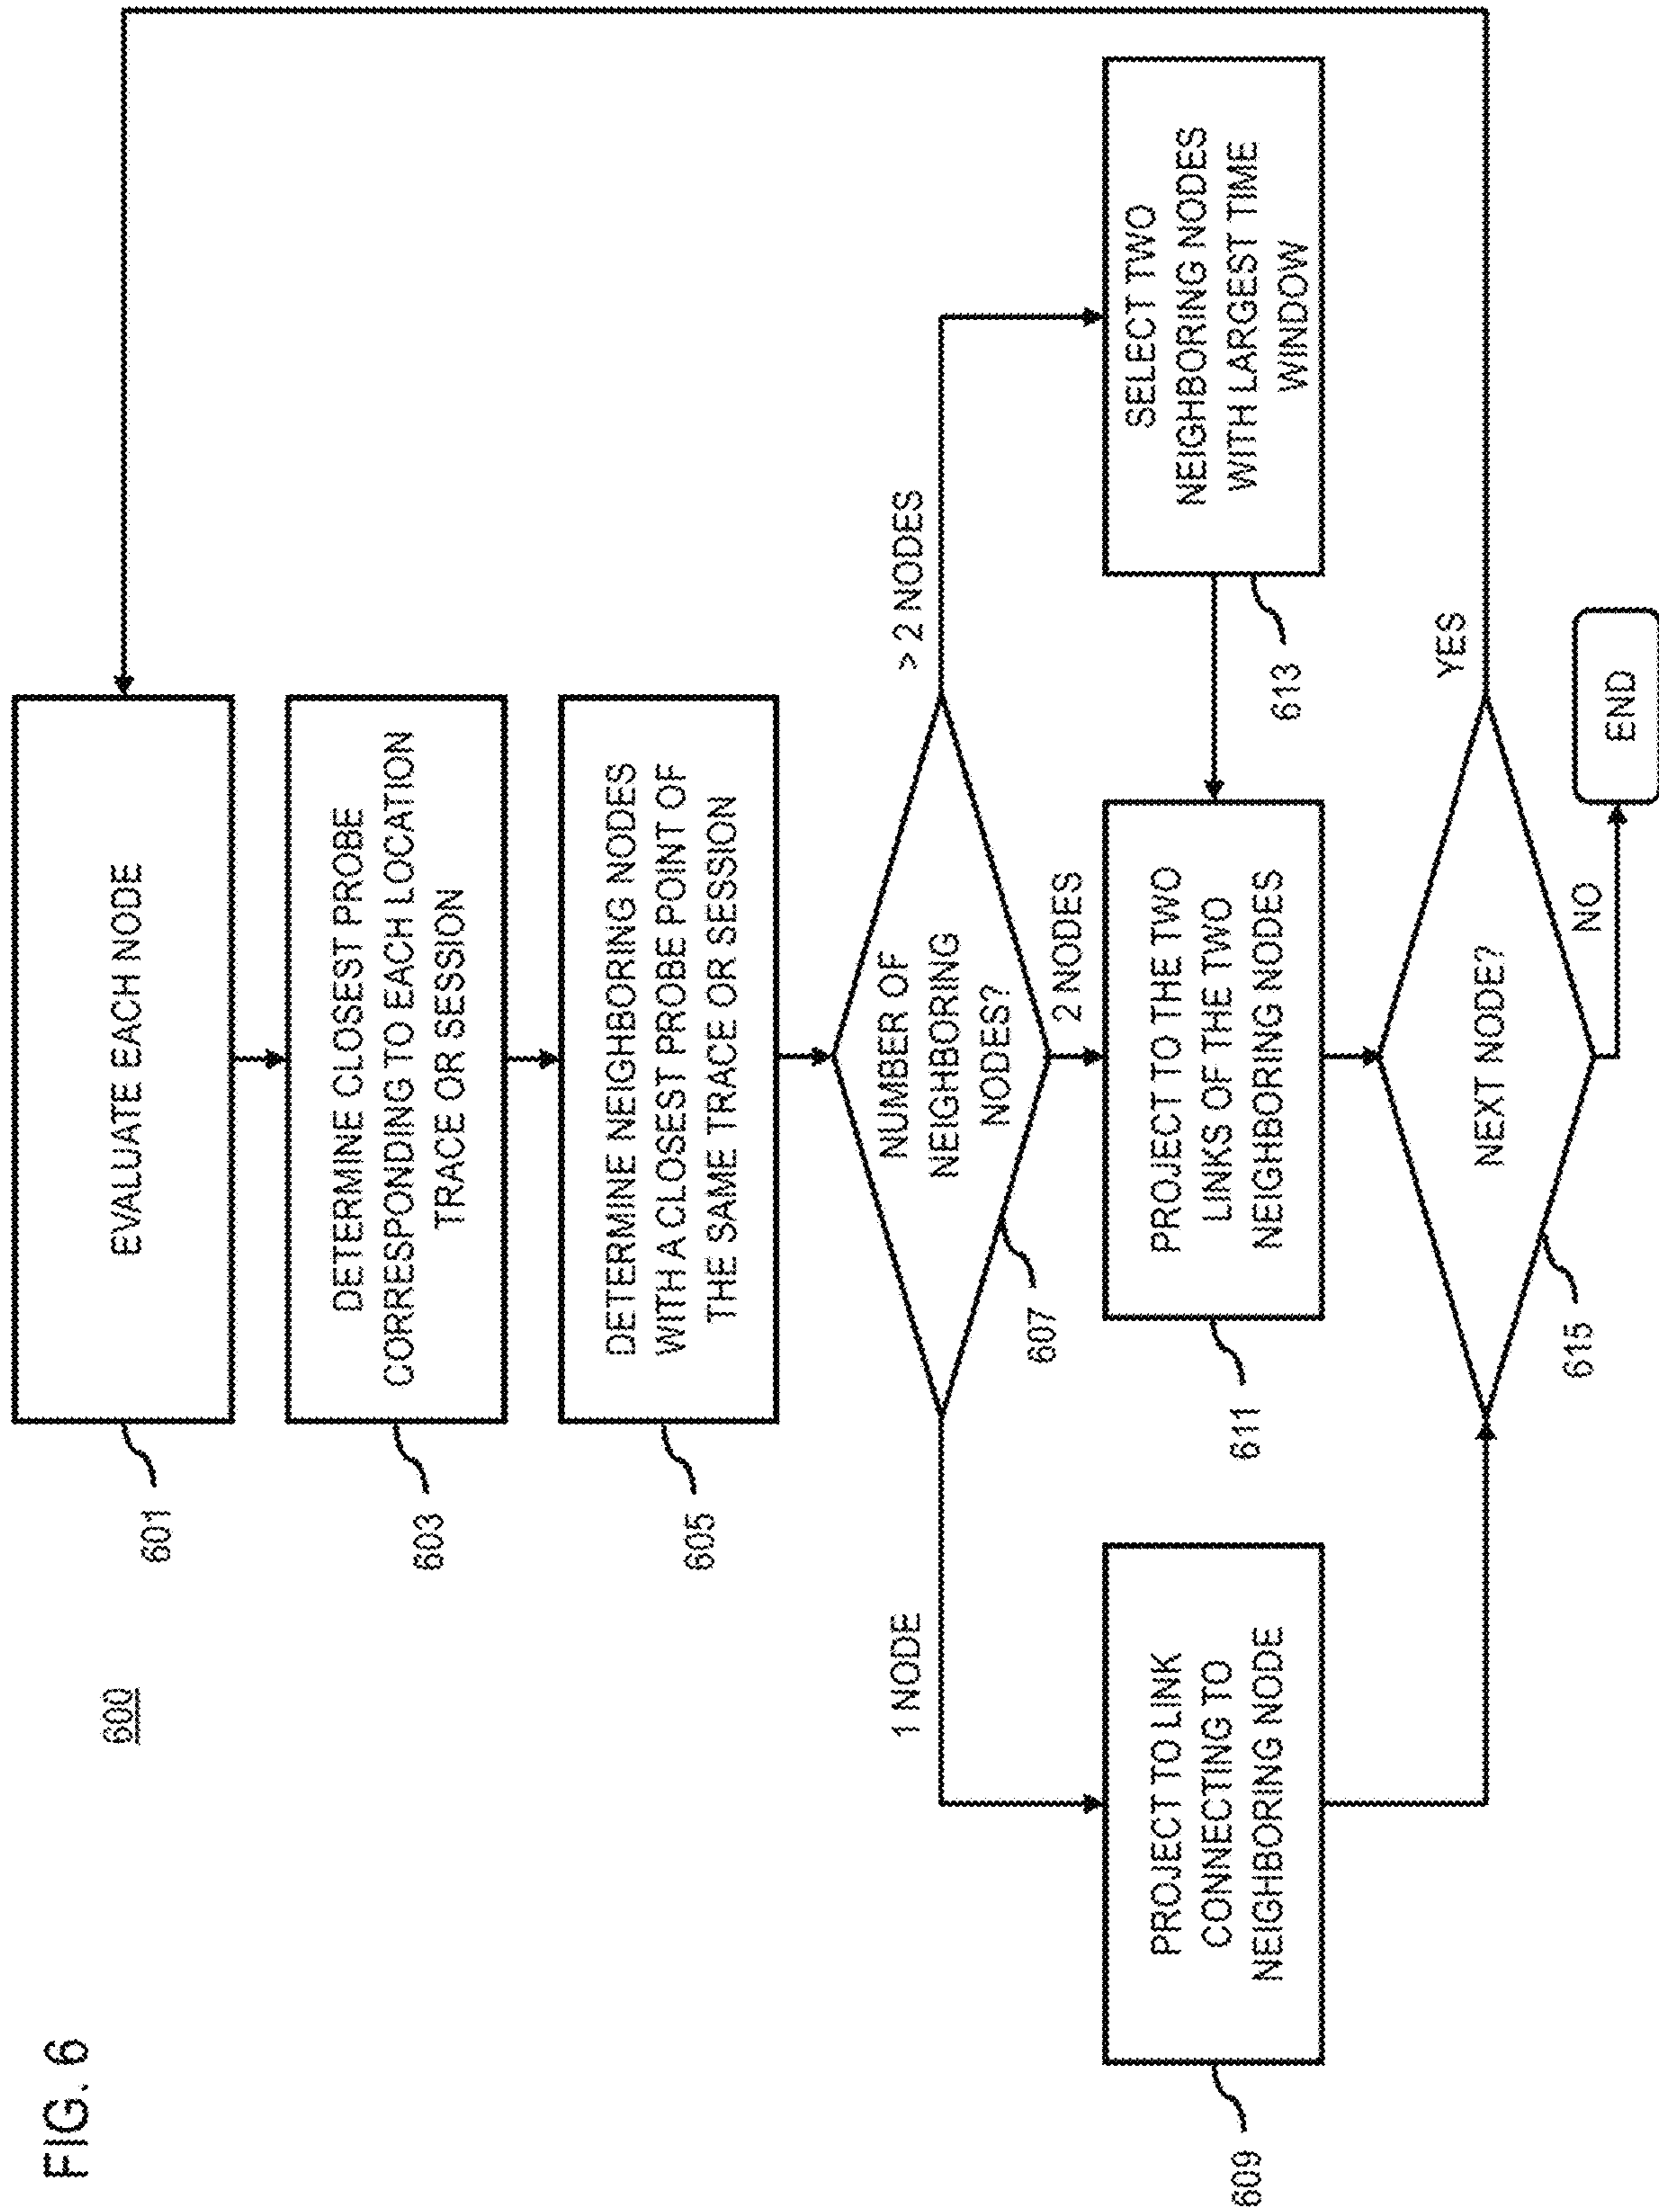 FIG. 6
600
601
EVALUATE EACH NODE
603
DETERMINE CLOSEST PROBE
CORRESPONDING TO EACH LOCATION
TRACE OR SESSION
605
DETERMINE NEIGHBORING NODES
WITH A CLOSEST PROBE POINT OF
THE SAME TRACE OR SESSION
1 NODE
NUMBER OF
NEIGHBORING
NODES?
> 2 NODES
607
2 NODES
609
PROJECT TO LINK
CONNECTING TO
NEIGHBORING NODE
611
PROJECT TO THE TWO
LINKS OF THE TWO
NEIGHBORING NODES
613
SELECT TWO
NEIGHBORING NODES
WITH LARGEST TIME
WINDOW
615
NEXT NODE?
YES
NO
END